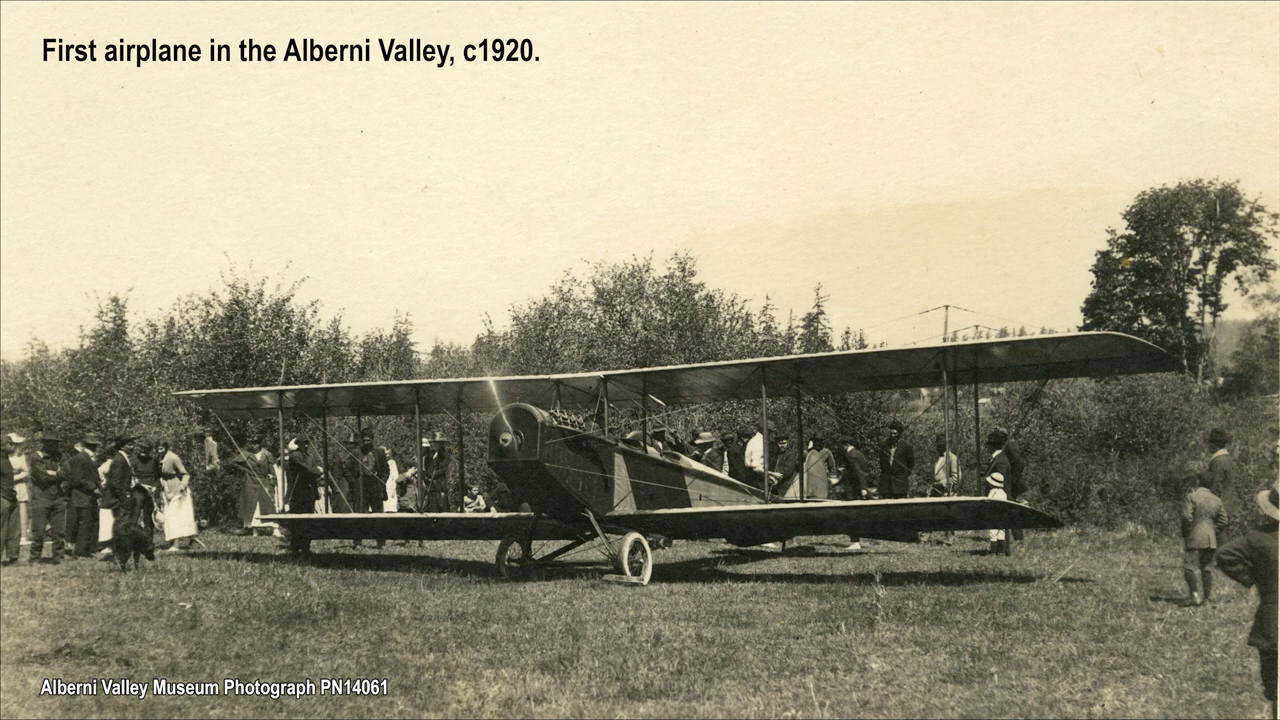 First airplane in the Alberni Valley, c1920.
Alberni Valley Museum Photograph PN14061